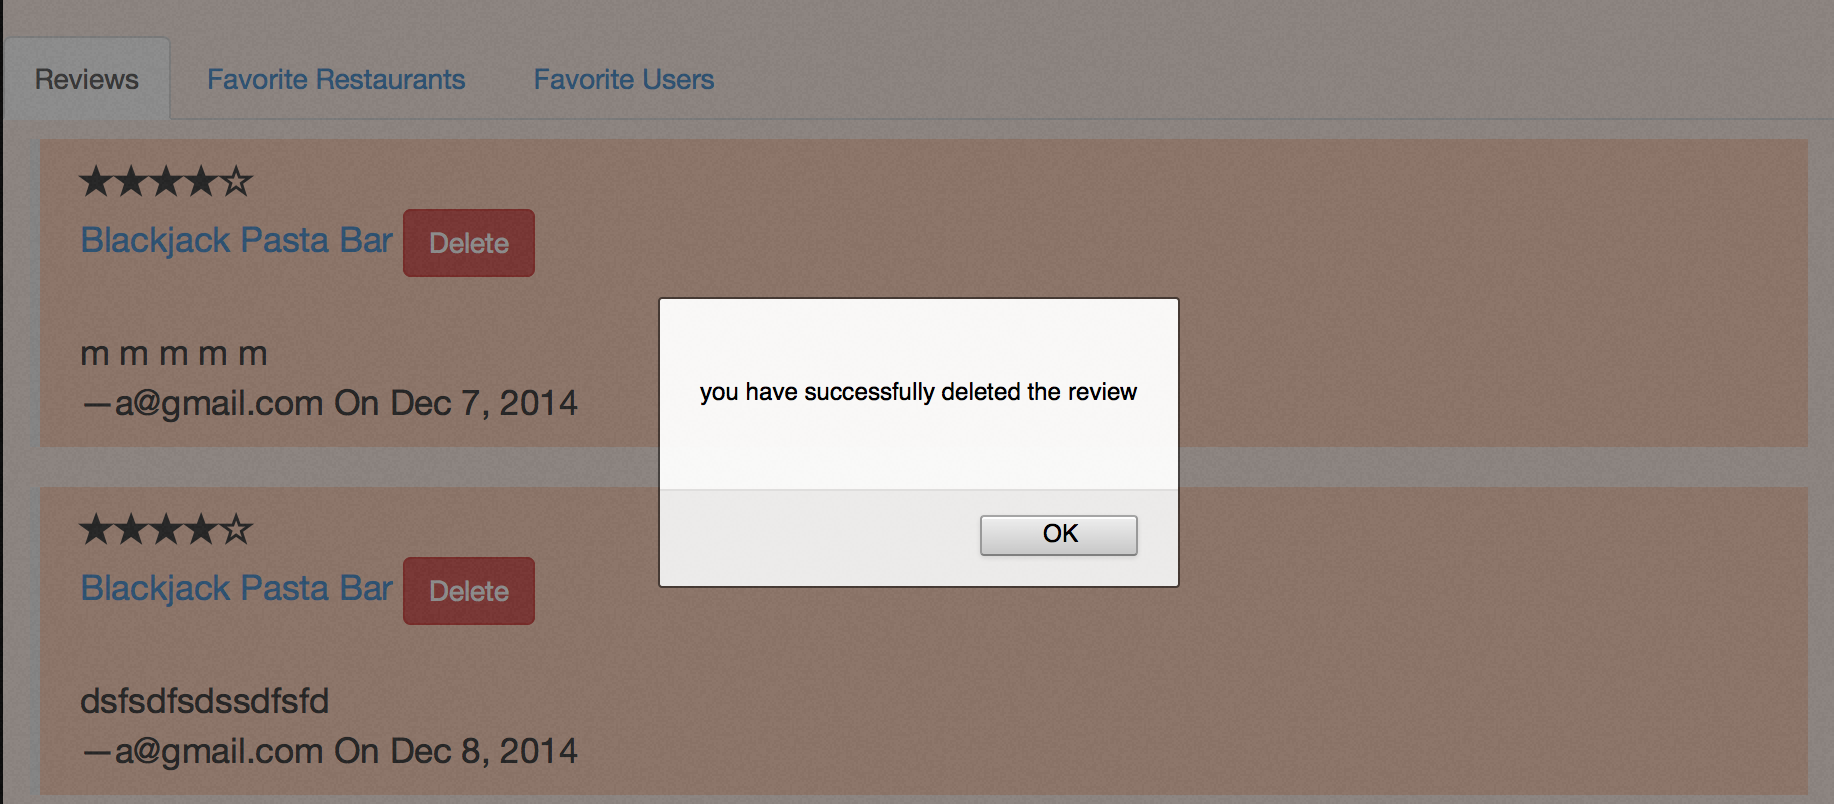 Reviews Favorite Restaurants Favorite Users
★★★★☆
Blackjack Pasta Bar Delete
m m m m m
—a@gmail.com On Dec 7, 2014
you have successfully deleted the review
OK
★★★★☆
Blackjack Pasta Bar Delete
dsfsdfsdssdfsfd
—a@gmail.com On Dec 8, 2014